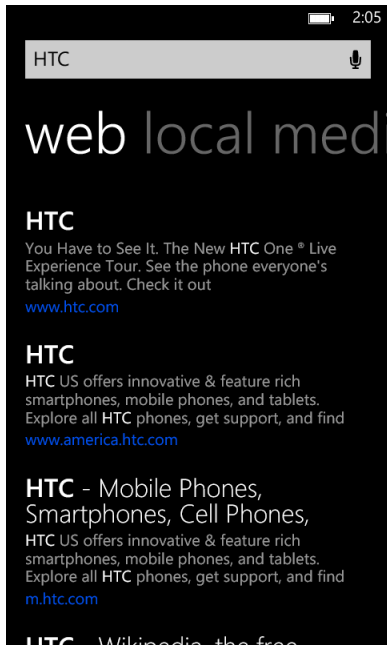 2:05
HTC
web local medi
HTC
You Have to See It. The New HTC One ® Live
Experience Tour. See the phone everyone's
talking about. Check it out
www.htc.com
HTC
HTC US offers innovative & feature rich
smartphones, mobile phones, and tablets.
Explore all HTC phones, get support, and find
www.america.htc.com
HTC - Mobile Phones,
Smartphones, Cell Phones,
HTC US offers innovative & feature rich
smartphones, mobile phones, and tablets.
Explore all HTC phones, get support, and find
m.htc.com
HTC - Wikipedia, the free